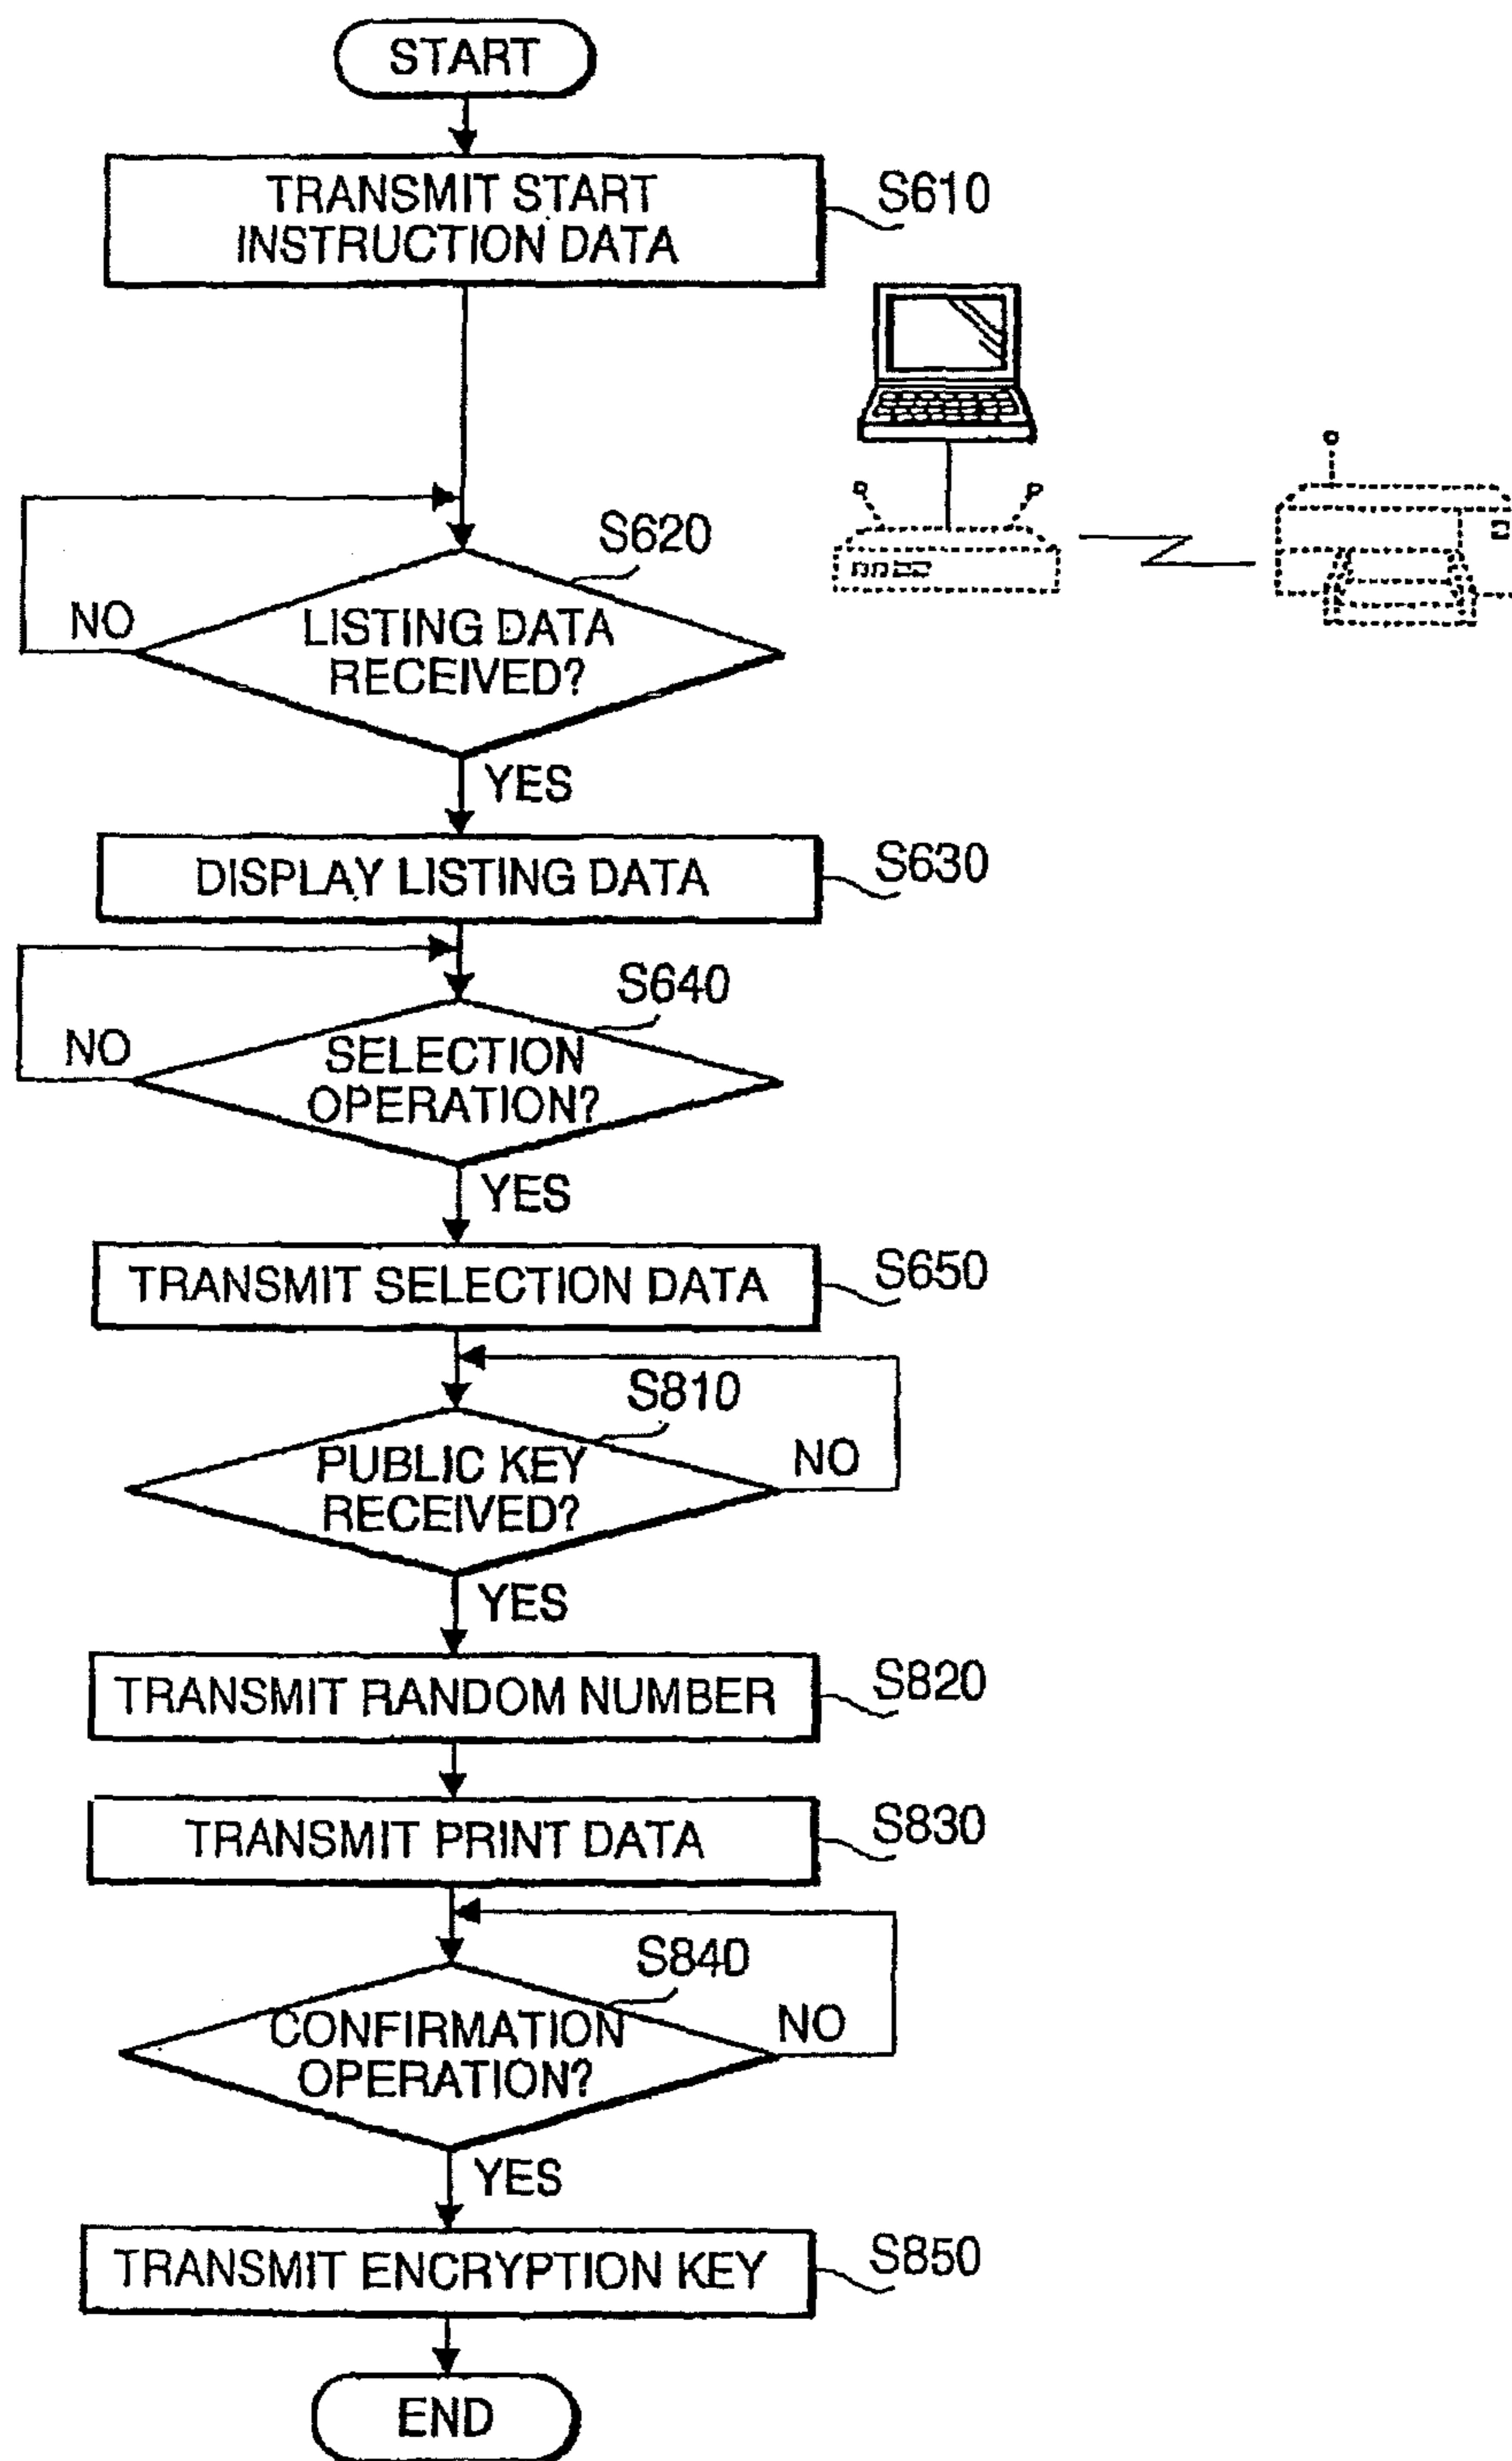 START
TRANSMIT START
INSTRUCTION DATA
S610
S620
NO
LISTING DATA
RECEIVED?
YES
DISPLAY LISTING DATA
S630
S640
NO
SELECTION
OPERATION?
YES
TRANSMIT SELECTION DATA
S650
S810
PUBLIC KEY
RECEIVED?
NO
YES
TRANSMIT RANDOM NUMBER
S820
TRANSMIT PRINT DATA
S830
S840
CONFIRMATION
OPERATION?
NO
YES
TRANSMIT ENCRYPTION KEY
S850
END